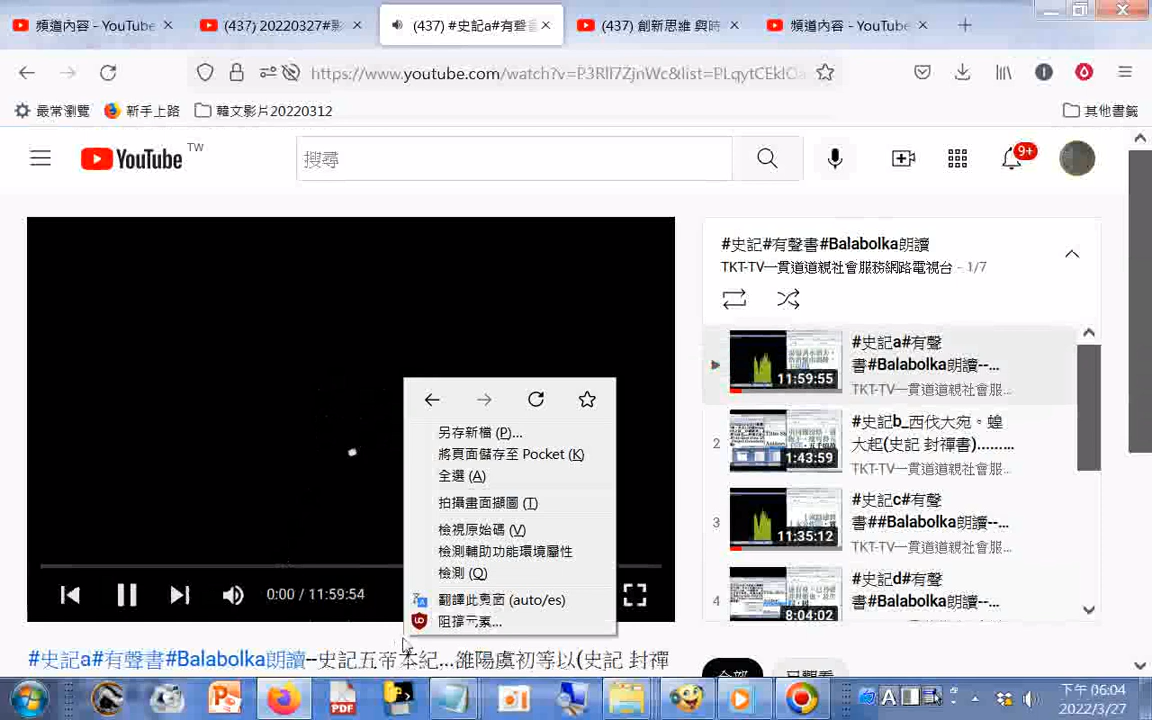 頻道內容 - YouTube
(437) 20220327#影
(437) #史記a#有聲書
(437) 創新思維 與時
頻道內容 - YouTube
https://www.youtube.com/watch?v=P3Rll7ZjnWc&list=PLqytCEklOa
最常瀏覽
新手上路
韓文影片20220312
其他書籤
YouTube TW
搜尋
9+
#史記#有聲書#Balabolka朗讀
TKT-TV一貫道道親社會服務網路電視台 - 1/7
#史記a#有聲
書#Balabolka朗讀--...
TKT-TV一貫道道親社會服...
11:59:55
2
#史記b_西伐大宛。蝗
大起(史記 封禪書).........
TKT-TV一貫道道親社會服...
1:43:59
3
#史記c#有聲
書##Balabolka朗讀--...
TKT-TV一貫道道親社會服...
11:35:12
4
#史記d#有聲
書#Balabolka朗讀--...
8:04:02
另存新檔 (P)...
將頁面儲存至 Pocket (K)
全選 (A)
拍攝畫面擷圖 (T)
檢視原始碼 (V)
檢測輔助功能環境屬性
檢測 (Q)
翻譯此頁面 (auto/es)
阻擋元素...
0:00 / 11:59:54
#史記a#有聲書#Balabolka朗讀--史記五帝本紀...雒陽虞初等以(史記 封禪
全部
已觀看
PDF
A
下午 06:04
2022/3/27